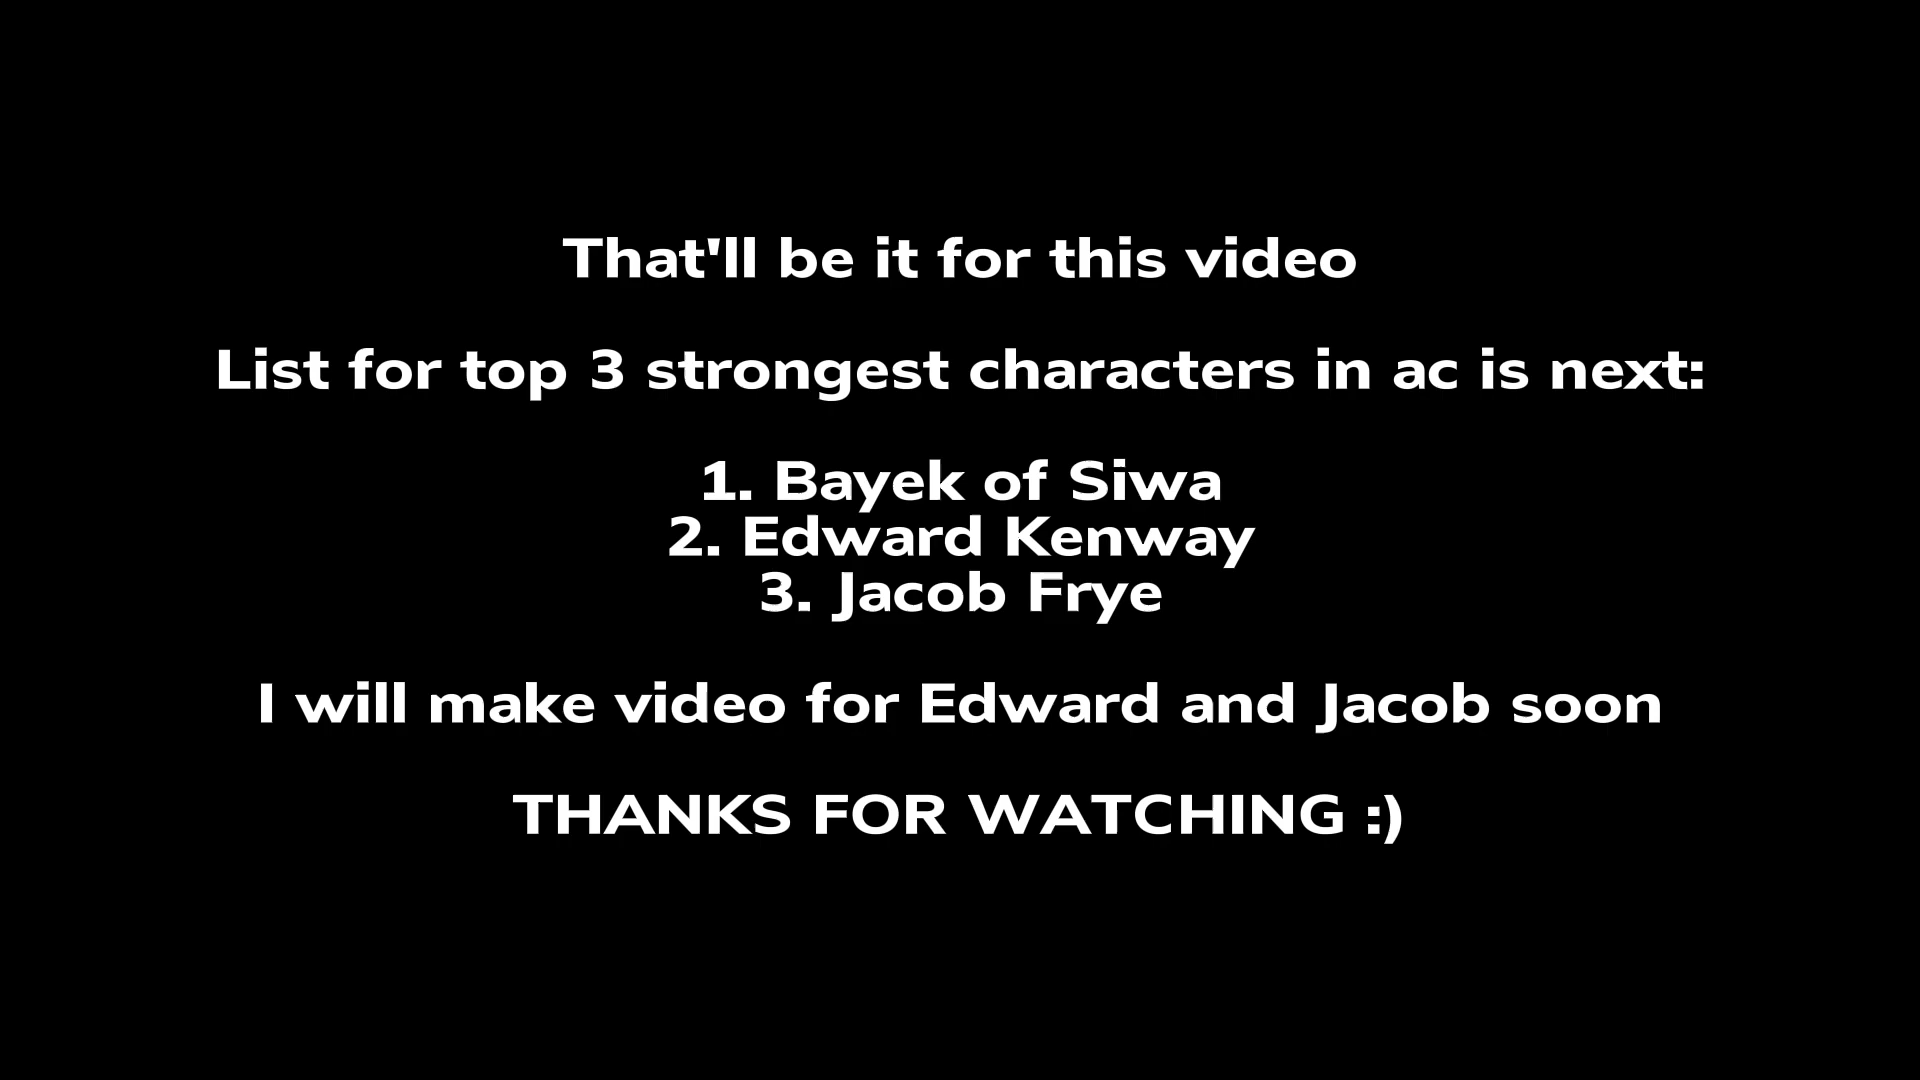 That'll be it for this video
List for top 3 strongest characters in ac is next:
1. Bayek of Siwa
2. Edward Kenway
3. Jacob Frye
I will make video for Edward and Jacob soon
THANKS FOR WATCHING :)